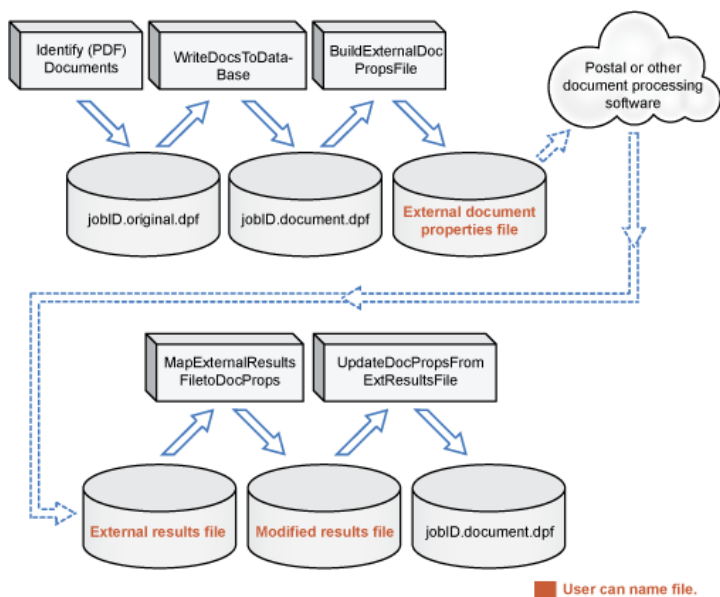 Identify (PDF)
Documents
WriteDocsToData-
Base
BuildExternalDoc
PropsFile
Postal or other
document processing
software
jobID.original.dpf
jobID.document.dpf
External document
properties file
MapExternalResults
FiletoDocProps
UpdateDocPropsFrom
ExtResultsFile
External results file
Modified results file
jobID.document.dpf
User can name file.